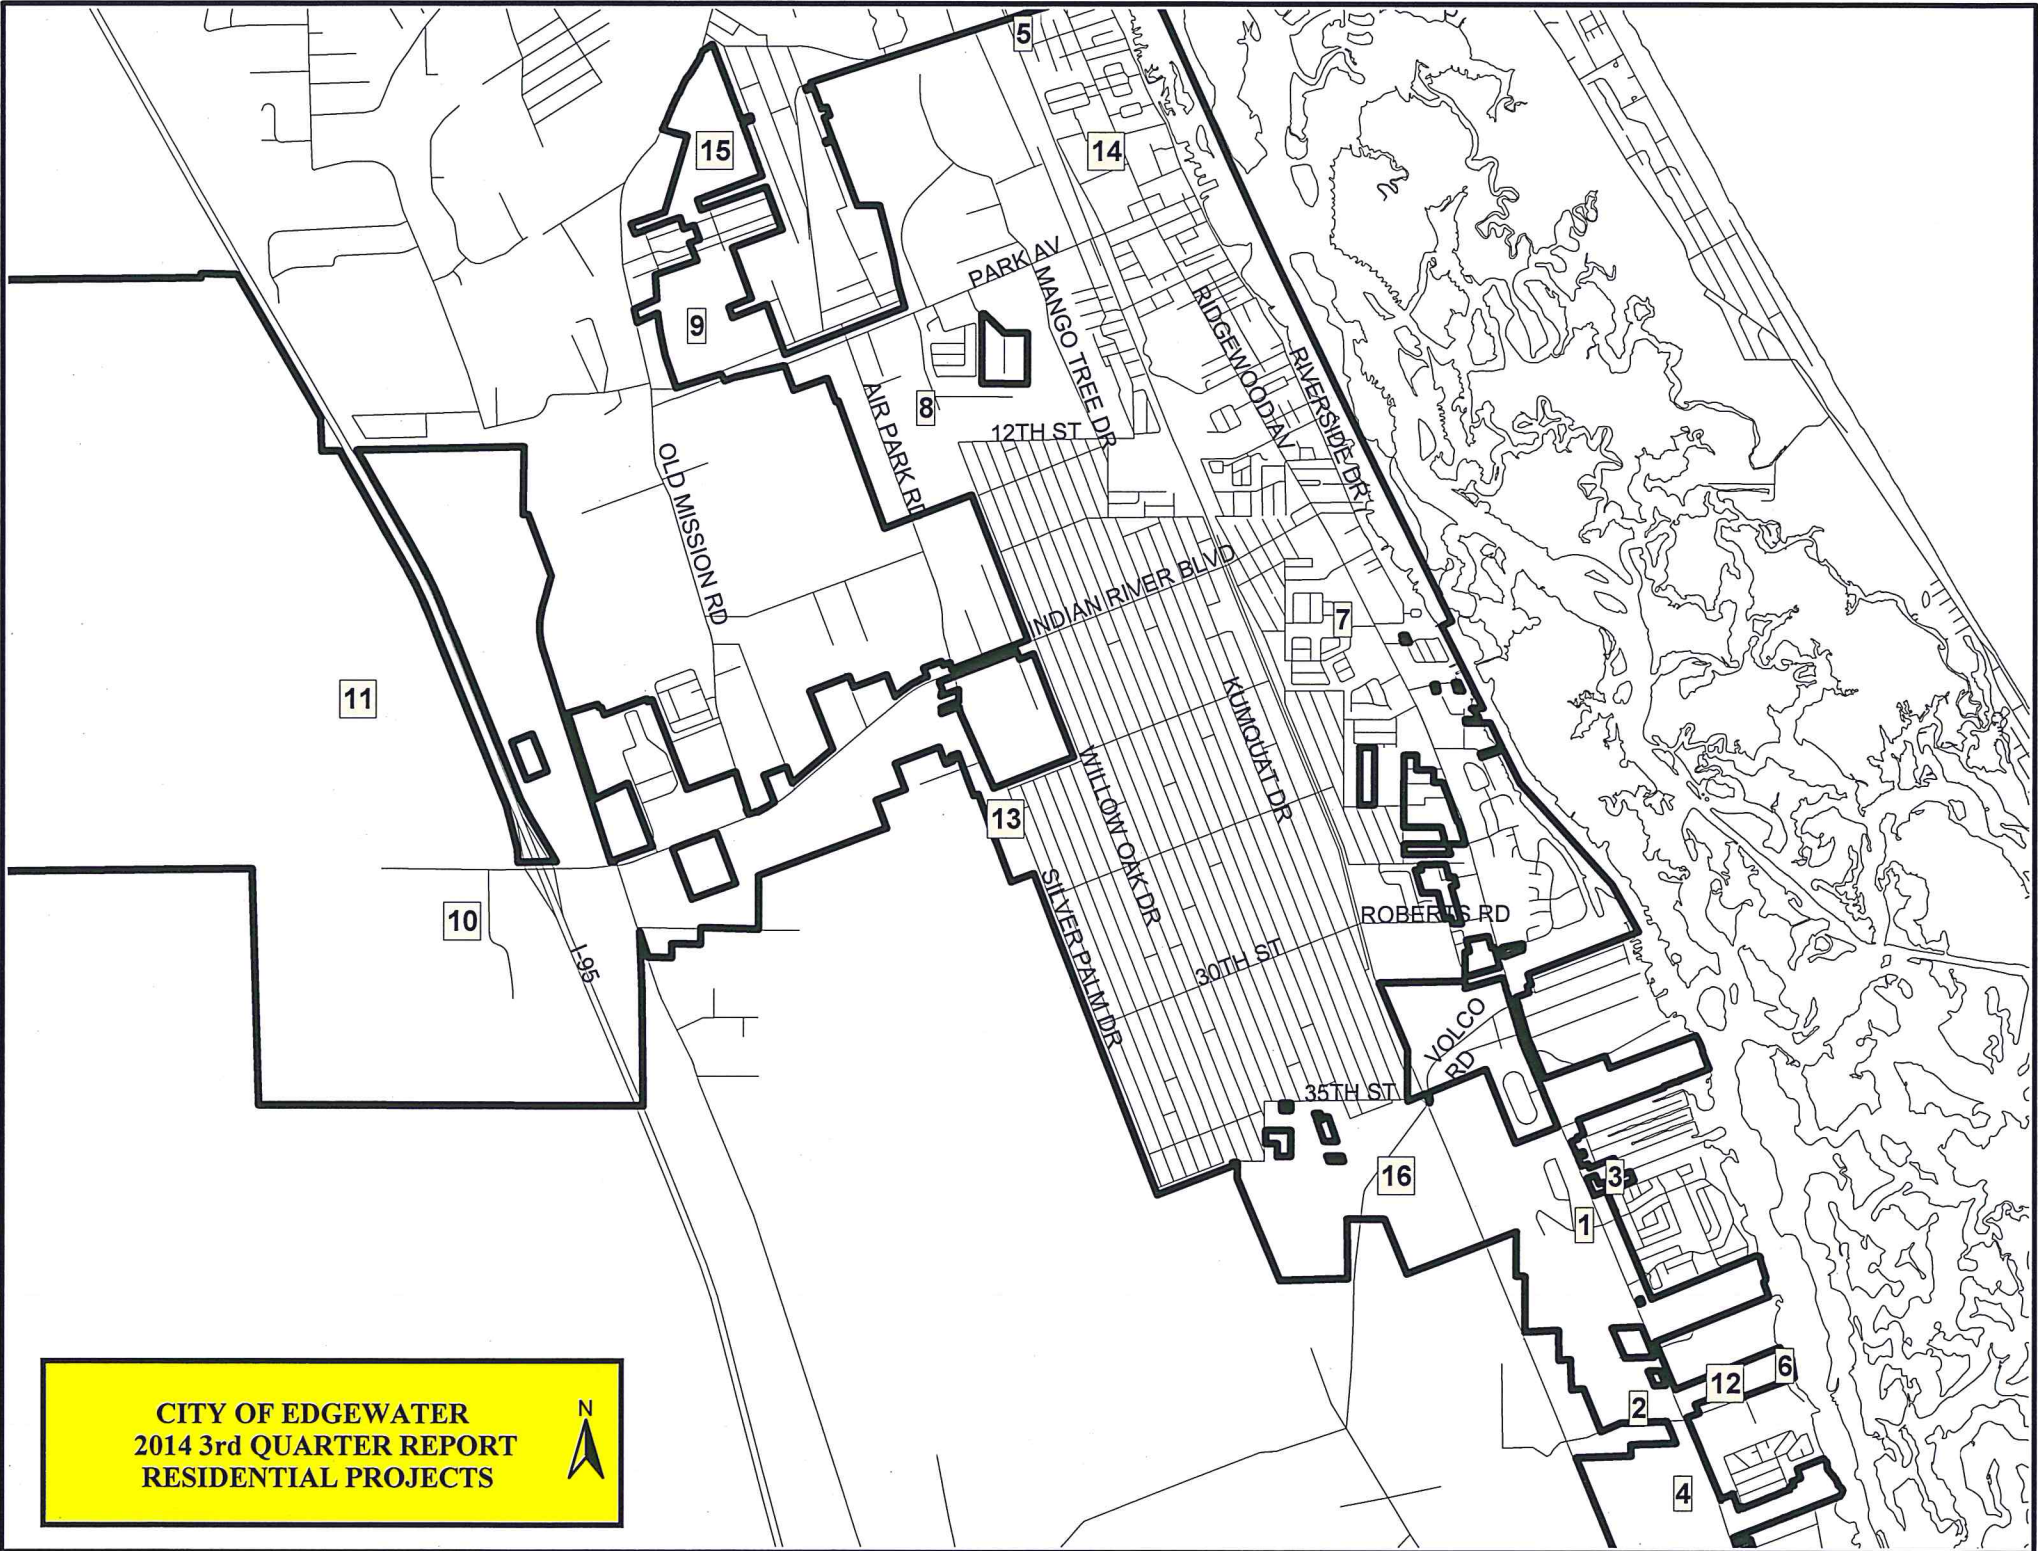 5
14
15
PARK AV
9
MANGO TREE DR
RIDGEWOOD AV
RIVERSIDE DR
AIR PARK RD
8
12TH ST
OLD MISSION RD
INDIAN RIVER BLVD
7
11
KUMQUAT DR
WILLOW OAK DR
13
SILVER PALM DR
10
I-95
ROBERTS RD
30TH ST
VOLCO
RD
35TH ST
16
3
1
12
6
2
4
CITY OF EDGEWATER
2014 3rd QUARTER REPORT
RESIDENTIAL PROJECTS
N